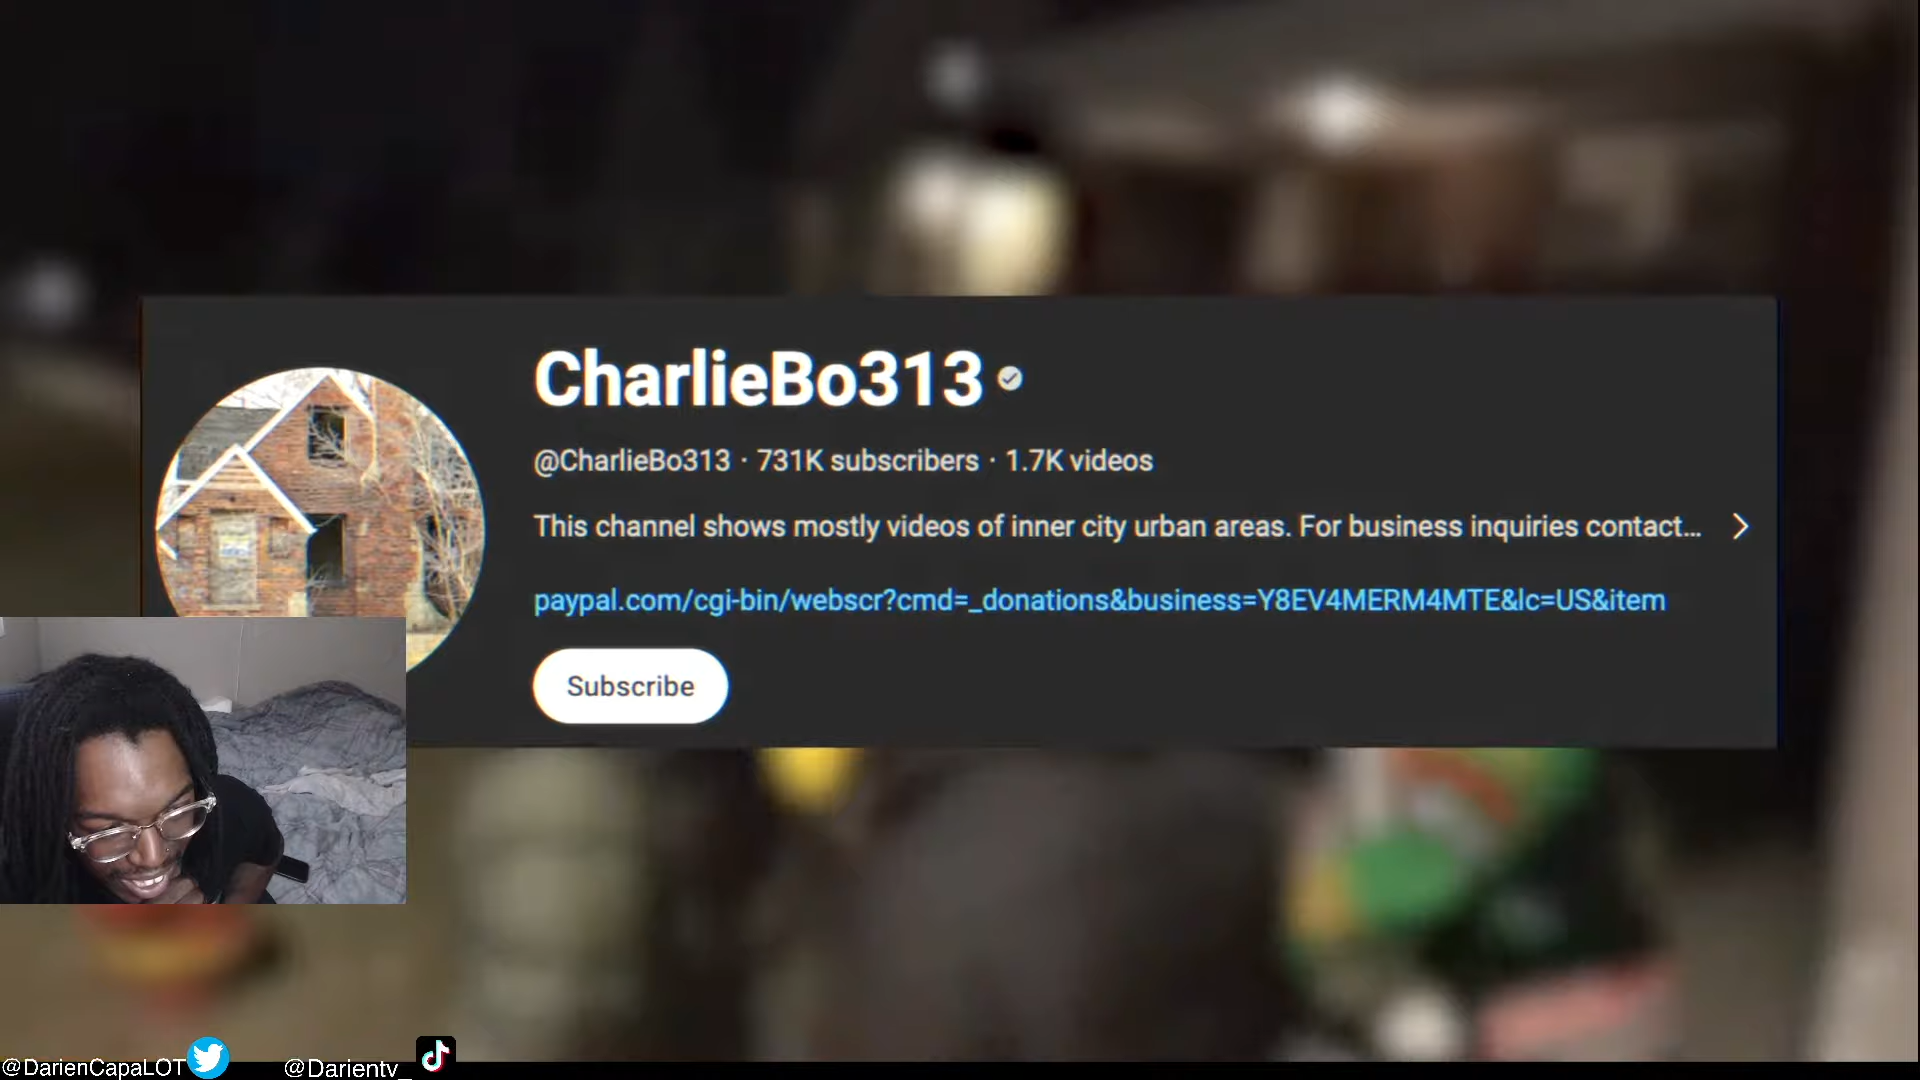 CharlieBo313
@CharlieBo313 · 731K subscribers · 1.7K videos
This channel shows mostly videos of inner city urban areas. For business inquiries contact...
paypal.com/cgi-bin/webscr?cmd=_donations&business=Y8EV4MERM4MTE&lc=US&item
Subscribe
@DarienCapaLOT @Darientv_